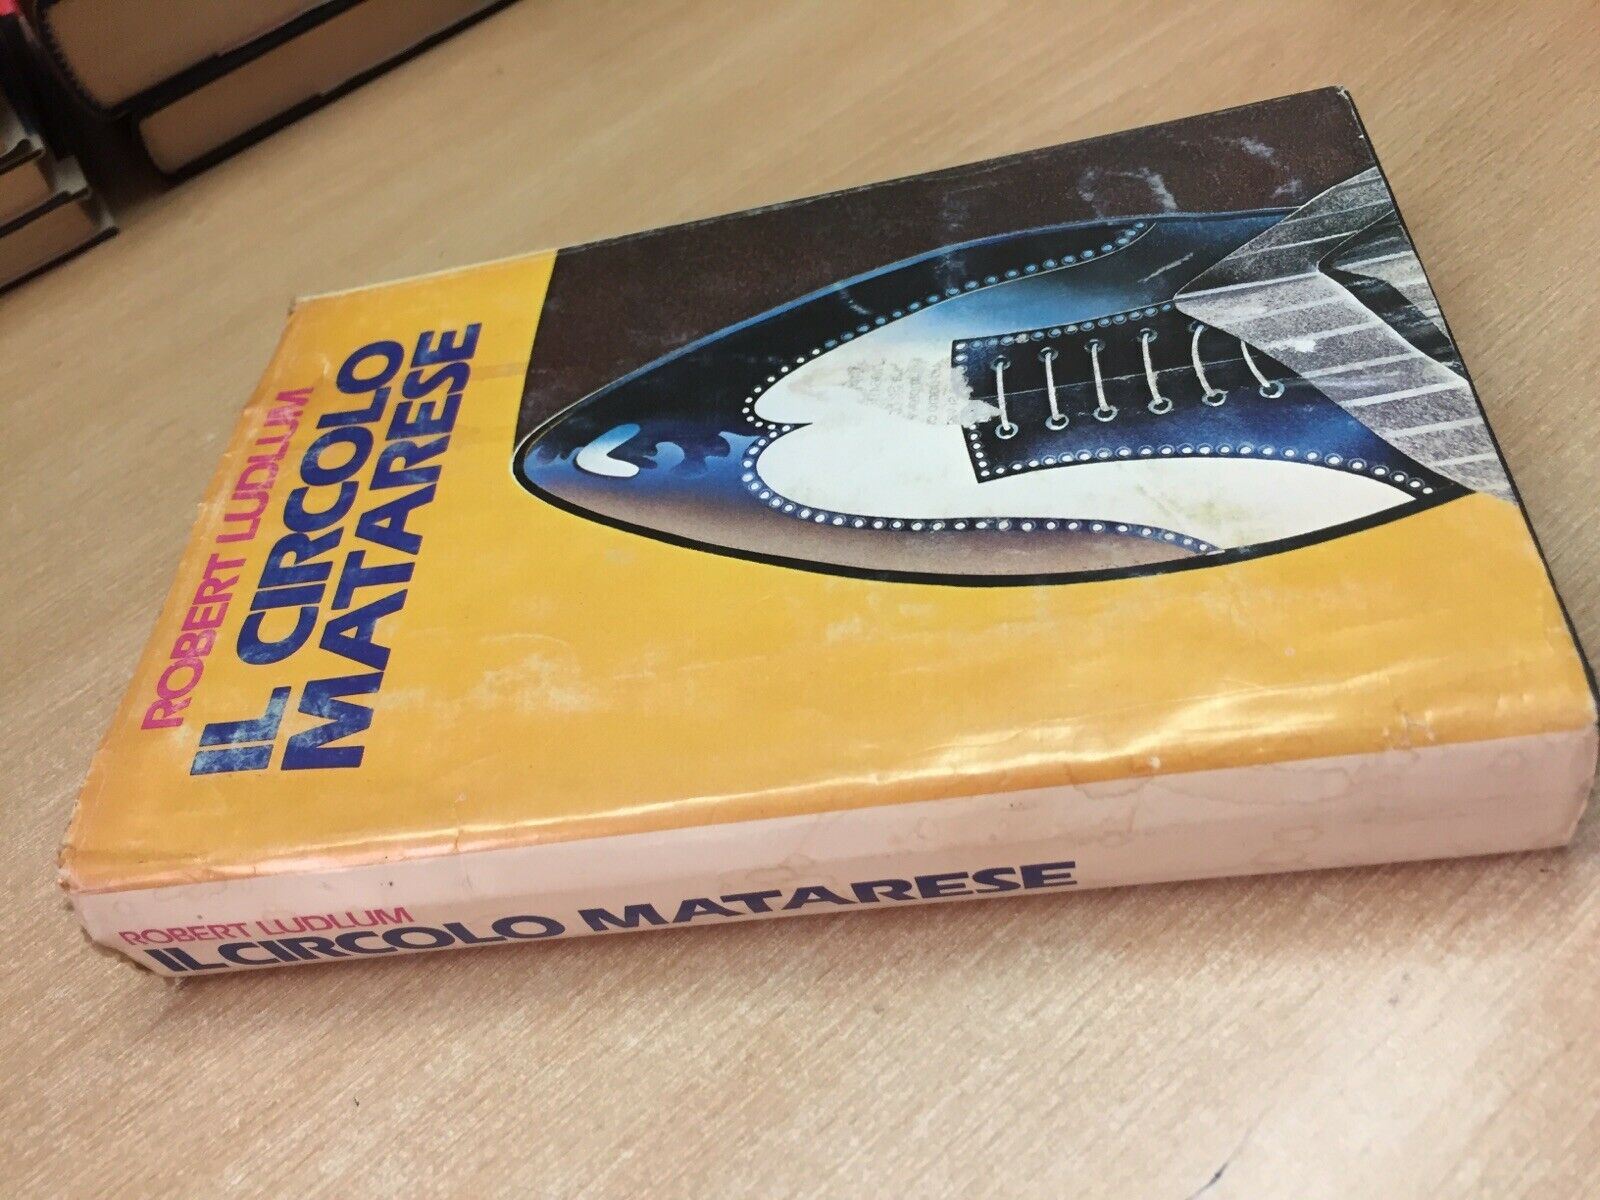 ROBERT LUDLUM
IL CIRCOLO
MATARESE
ROBERT LUDLUM
IL CIRCOLO MATARESE